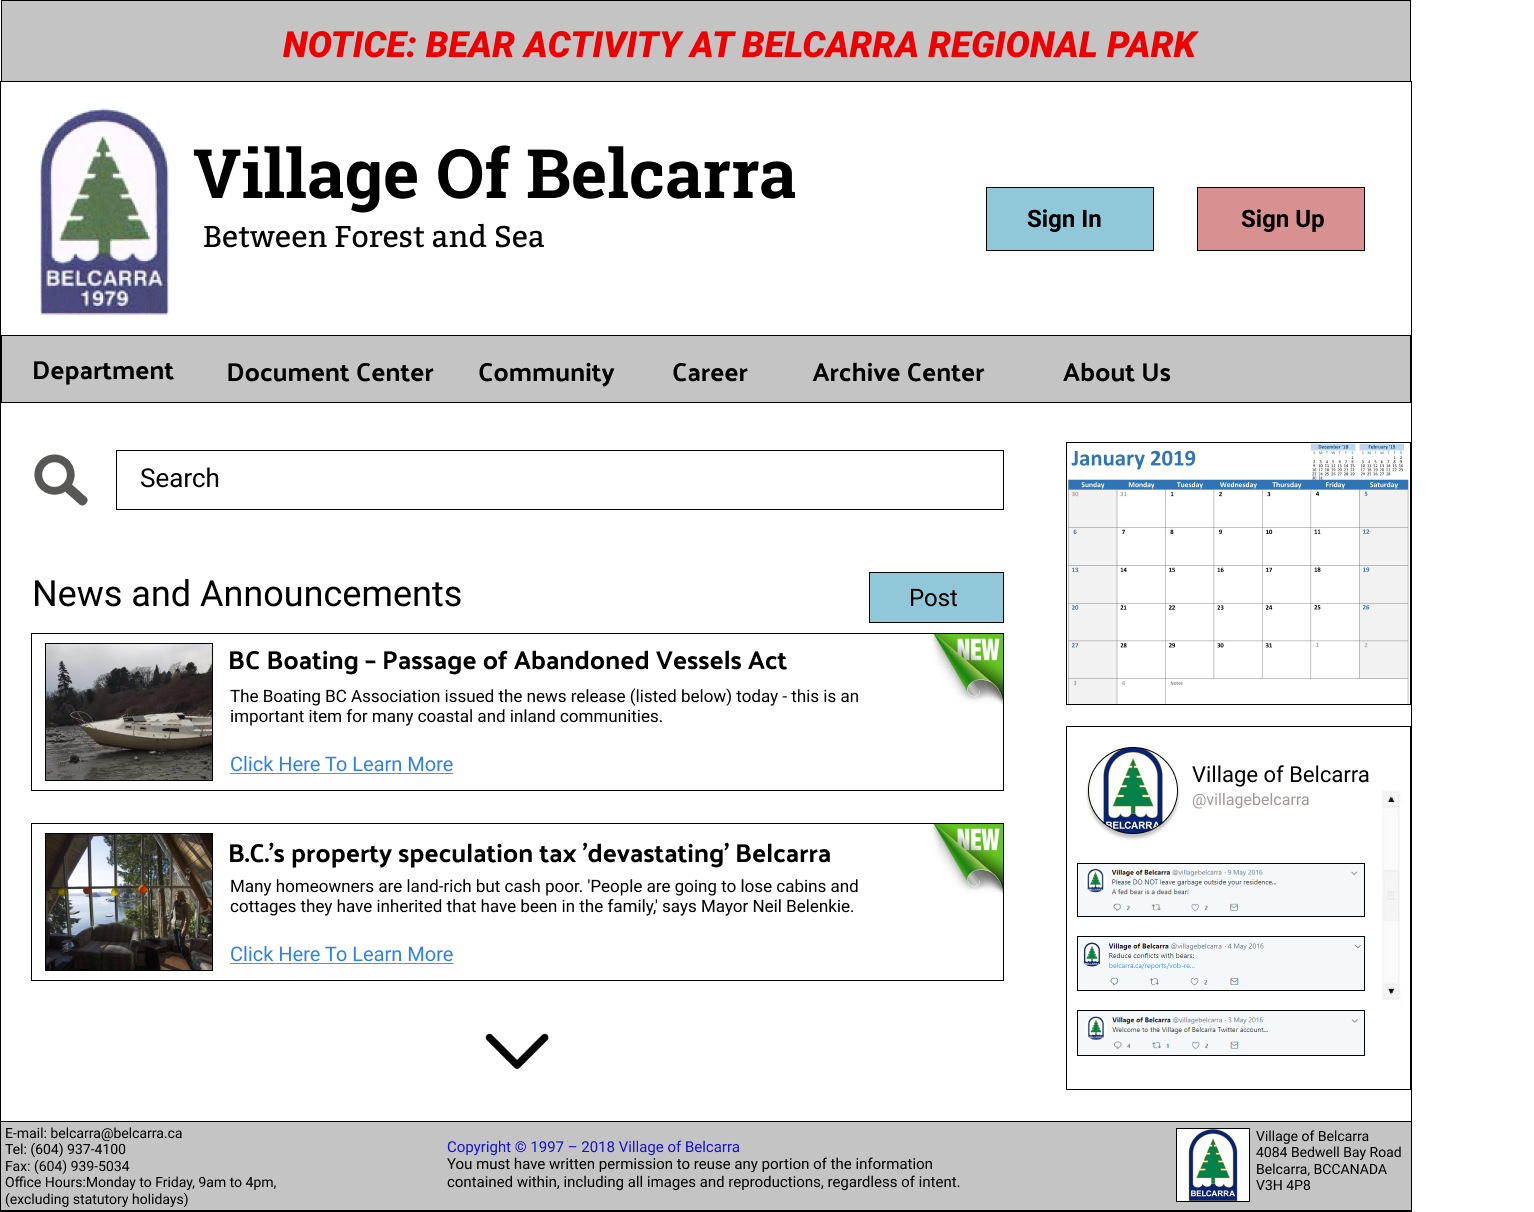 NOTICE: BEAR ACTIVITY AT BELCARRA REGIONAL PARK
BELCARRA
1979
Village Of Belcarra
Between Forest and Sea
Sign In
Sign Up
Department
Document Center
Community
Career
Archive Center
About Us
Search
News and Announcements
Post
BC Boating – Passage of Abandoned Vessels Act
NEW
The Boating BC Association issued the news release (listed below) today - this is an
important item for many coastal and inland communities.
Click Here To Learn More
B.C.'s property speculation tax 'devastating' Belcarra
NEW
Many homeowners are land-rich but cash poor. 'People are going to lose cabins and
cottages they have inherited that have been in the family,' says Mayor Neil Belenkie.
Click Here To Learn More
January 2019
December '18
February '19
Sunday Monday Tuesday Wednesday Thursday Friday Saturday
30 31 1 2 3 4 5
6 7 8 9 10 11 12
13 14 15 16 17 18 19
20 21 22 23 24 25 26
27 28 29 30 31 1 2
3
Notes
BELCARRA
Village of Belcarra
@villagebelcarra
Village of Belcarra @villagebelcarra · 9 May 2016
Please DO NOT leave garbage outside your residence...
A fed bear is a dead bear!
2 2
Village of Belcarra @villagebelcarra · 4 May 2016
Reduce conflicts with bears:
belcarra.ca/reports/vob-re...
2
Village of Belcarra @villagebelcarra · 3 May 2016
Welcome to the Village of Belcarra Twitter account...
4 1 2
E-mail: belcarra@belcarra.ca
Tel: (604) 937-4100
Fax: (604) 939-5034
Office Hours:Monday to Friday, 9am to 4pm,
(excluding statutory holidays)
Copyright © 1997 – 2018 Village of Belcarra
You must have written permission to reuse any portion of the information
contained within, including all images and reproductions, regardless of intent.
BELCARRA
Village of Belcarra
4084 Bedwell Bay Road
Belcarra, BCCANADA
V3H 4P8